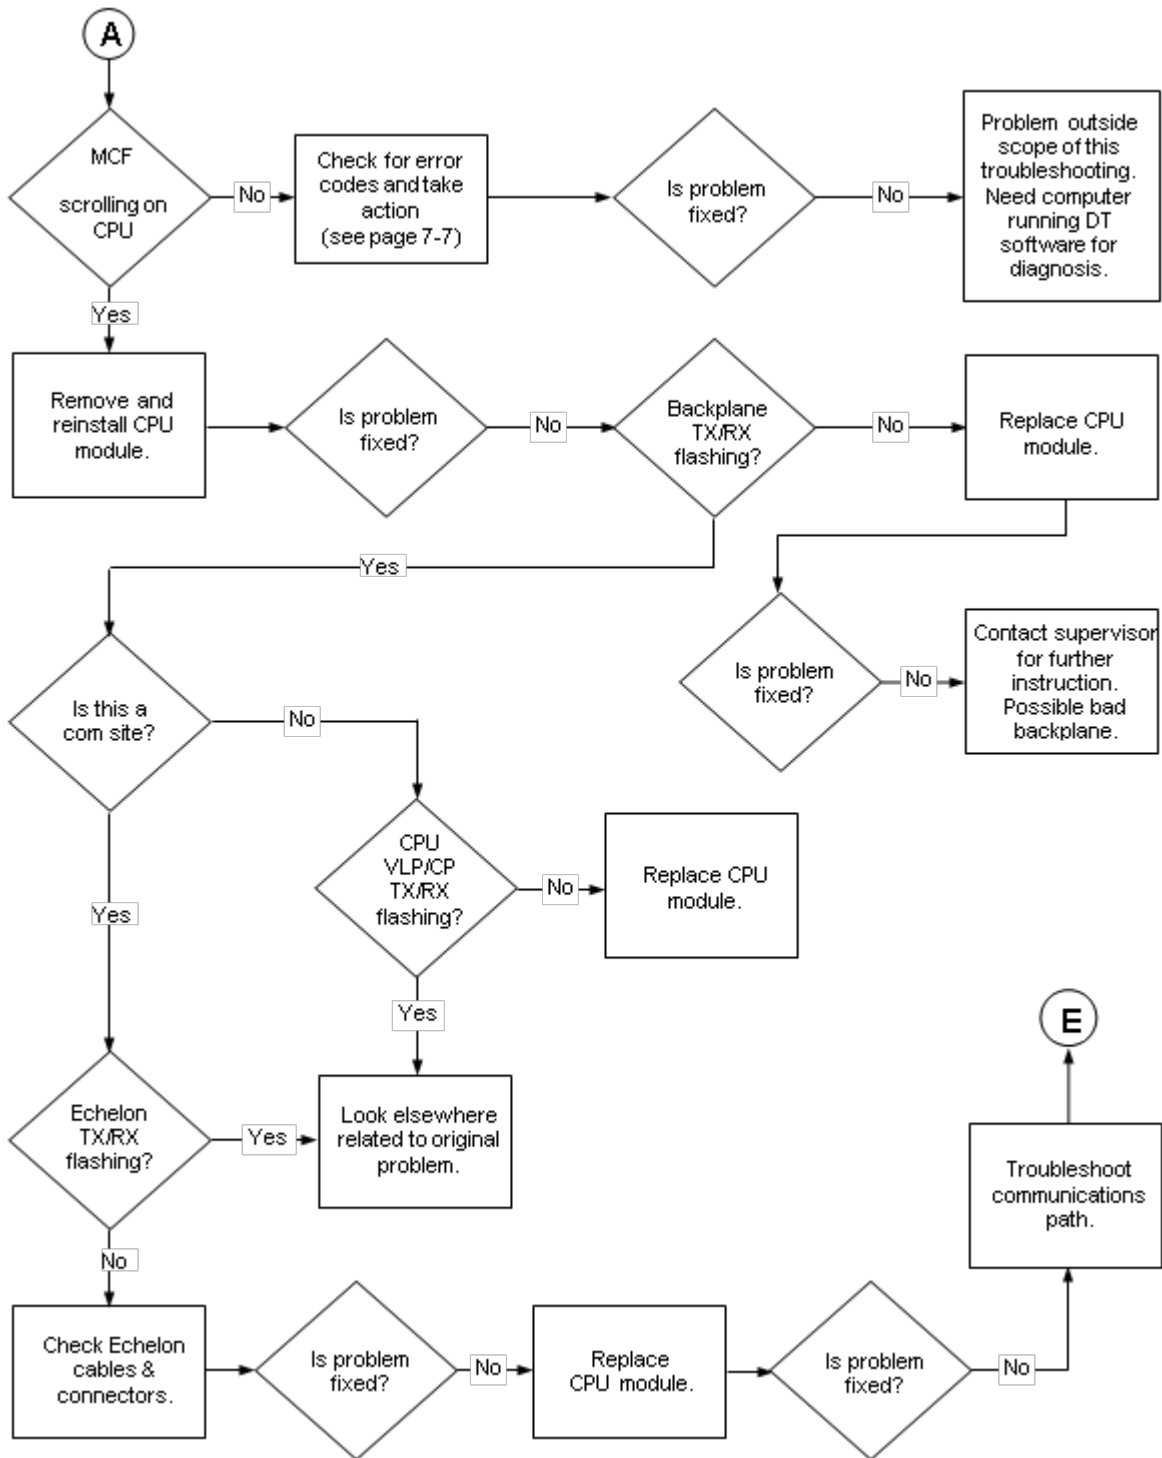 A
MCF
scrolling on
CPU
No
Check for error
codes and take
action
(see page 7-7)
Is problem
fixed?
No
Problem outside
scope of this
troubleshooting.
Need computer
running DT
software for
diagnosis.
Yes
Remove and
reinstall CPU
module.
Is problem
fixed?
No
Backplane
TX/RX
flashing?
No
Replace CPU
module.
Yes
Is problem
fixed?
No
Contact supervisor
for further
instruction.
Possible bad
backplane.
Is this a
com site?
No
CPU
VLP/CP
TX/RX
flashing?
No
Replace CPU
module.
Yes
Yes
Echelon
TX/RX
flashing?
Yes
Look elsewhere
related to original
problem.
No
Check Echelon
cables &
connectors.
Is problem
fixed?
No
Replace
CPU module.
Is problem
fixed?
No
Troubleshoot
communications
path.
E